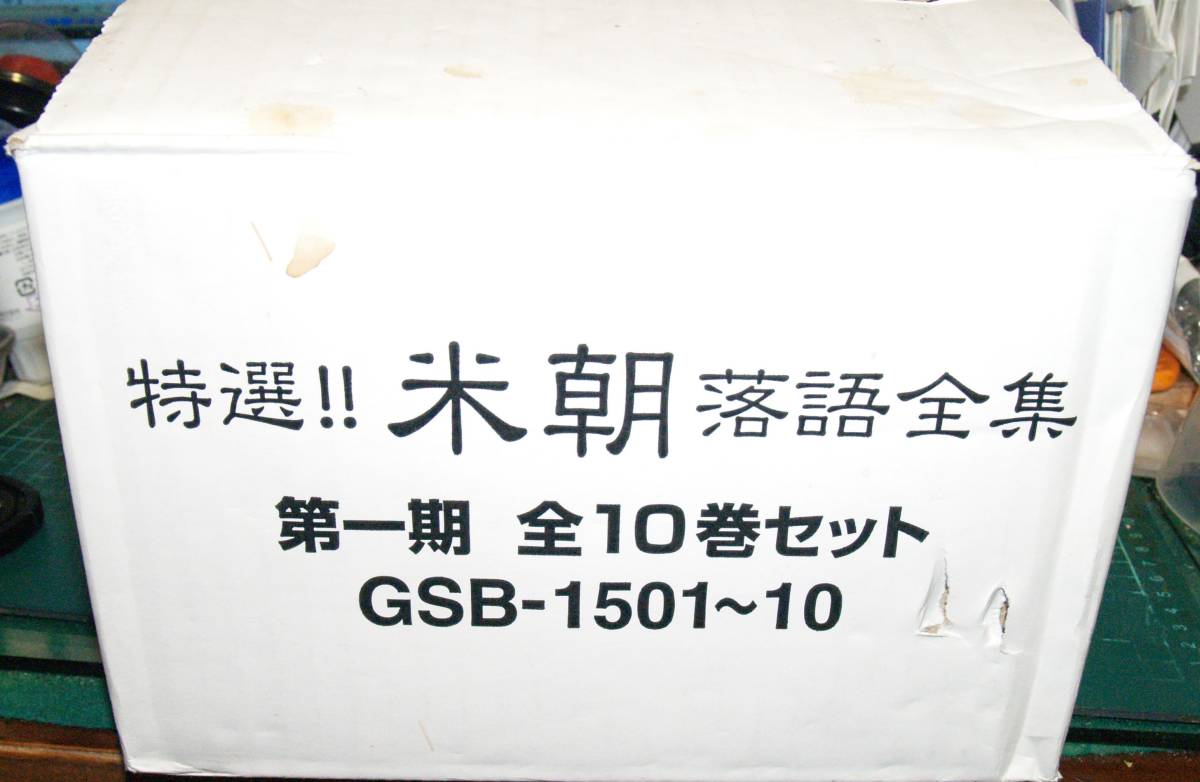 特選!! 米朝 落語全集
第一期 全10巻セット
GSB-1501~10